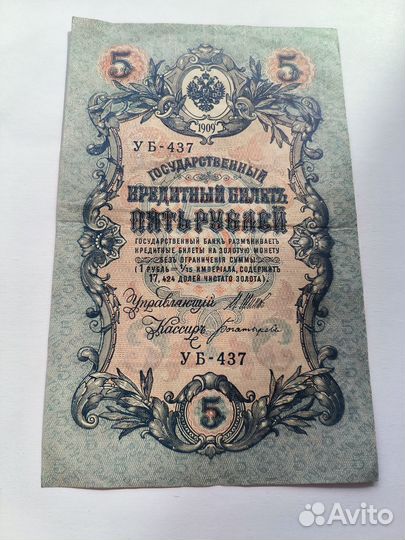 5 5
1909
УБ-437
ГОСУДАРСТВЕННЫЙ
КРЕДИТНЫЙ БИЛЕТЪ
ПЯТЬ РУБЛЕЙ
ГОСУДАРСТВЕННЫЙ БАНКЪ РАЗМѢНИВАЕТЪ
КРЕДИТНЫЕ БИЛЕТЫ НА ЗОЛОТУЮ МОНЕТУ
БЕЗЪ ОГРАНИЧЕНІЯ СУММЫ
(1 РУБЛЬ = 1/15 ИМПЕРІАЛА, СОДЕРЖИТЪ
17,424 ДОЛЕЙ ЧИСТАГО ЗОЛОТА).
Управляющій
Кассиръ
УБ-437
5
Avito